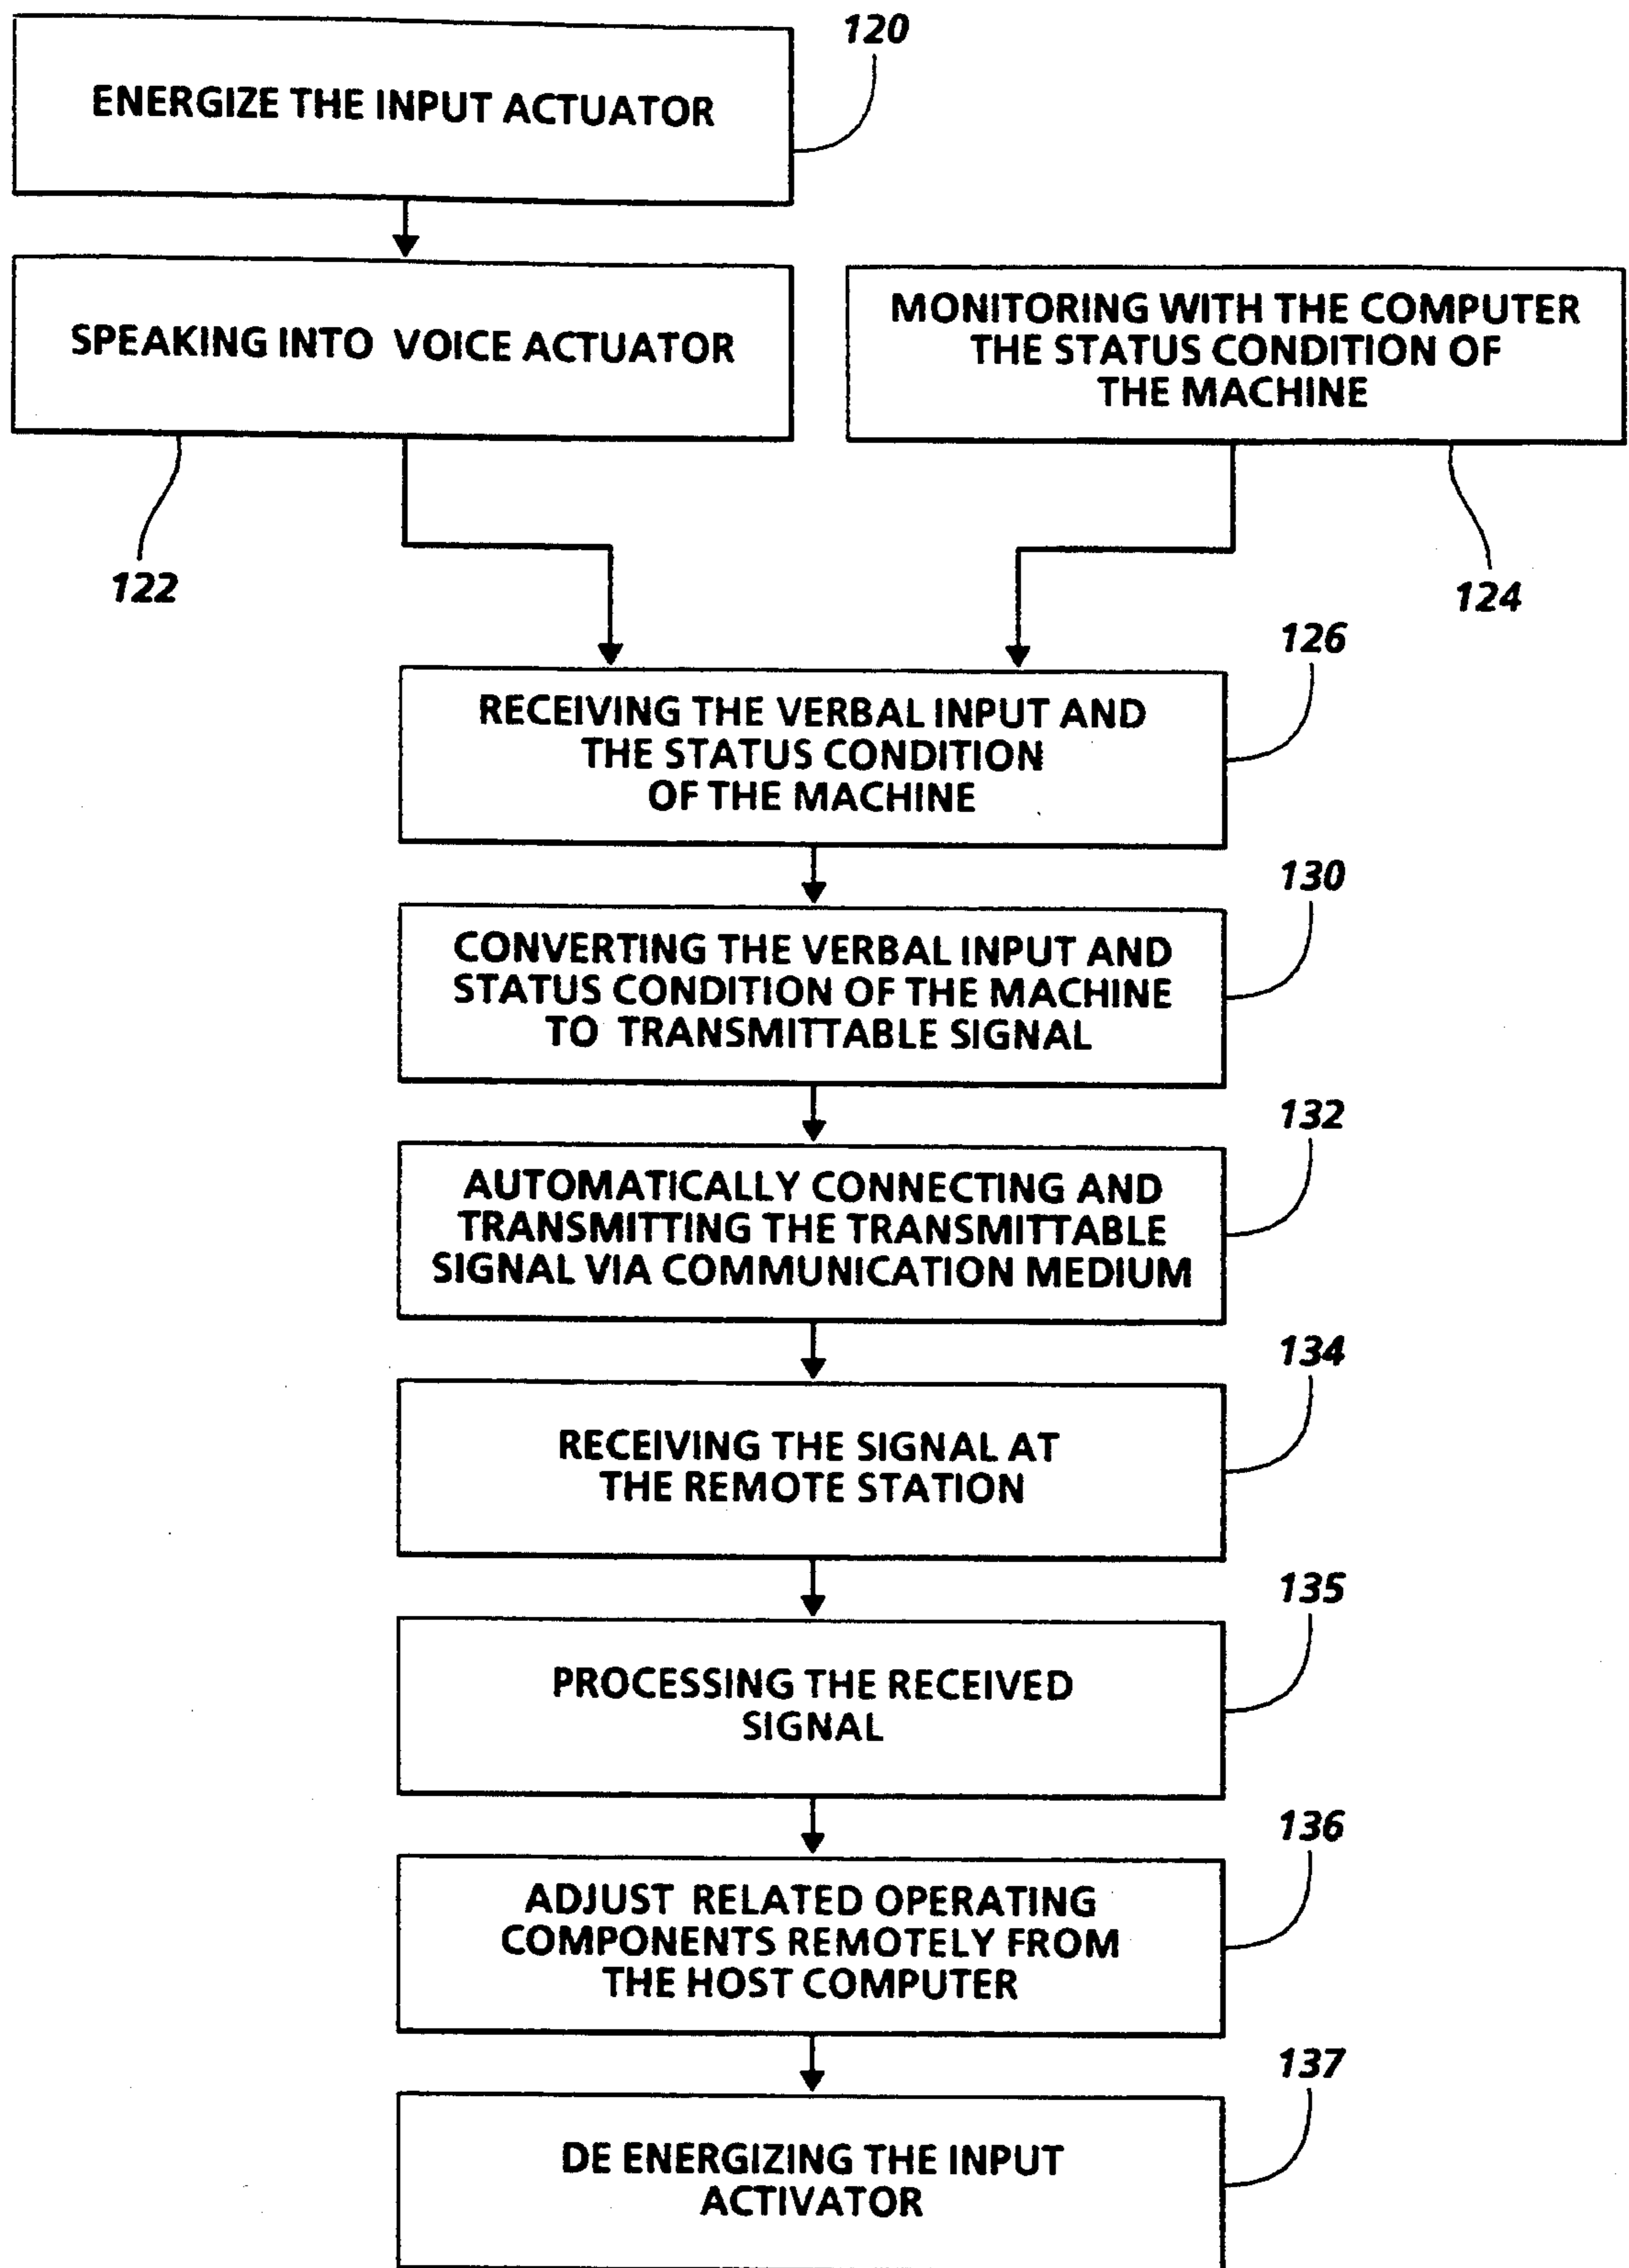 120
ENERGIZE THE INPUT ACTUATOR
SPEAKING INTO VOICE ACTUATOR
122
MONITORING WITH THE COMPUTER
THE STATUS CONDITION OF
THE MACHINE
124
126
RECEIVING THE VERBAL INPUT AND
THE STATUS CONDITION
OF THE MACHINE
130
CONVERTING THE VERBAL INPUT AND
STATUS CONDITION OF THE MACHINE
TO TRANSMITTABLE SIGNAL
132
AUTOMATICALLY CONNECTING AND
TRANSMITTING THE TRANSMITTABLE
SIGNAL VIA COMMUNICATION MEDIUM
134
RECEIVING THE SIGNAL AT
THE REMOTE STATION
135
PROCESSING THE RECEIVED
SIGNAL
136
ADJUST RELATED OPERATING
COMPONENTS REMOTELY FROM
THE HOST COMPUTER
137
DE ENERGIZING THE INPUT
ACTIVATOR